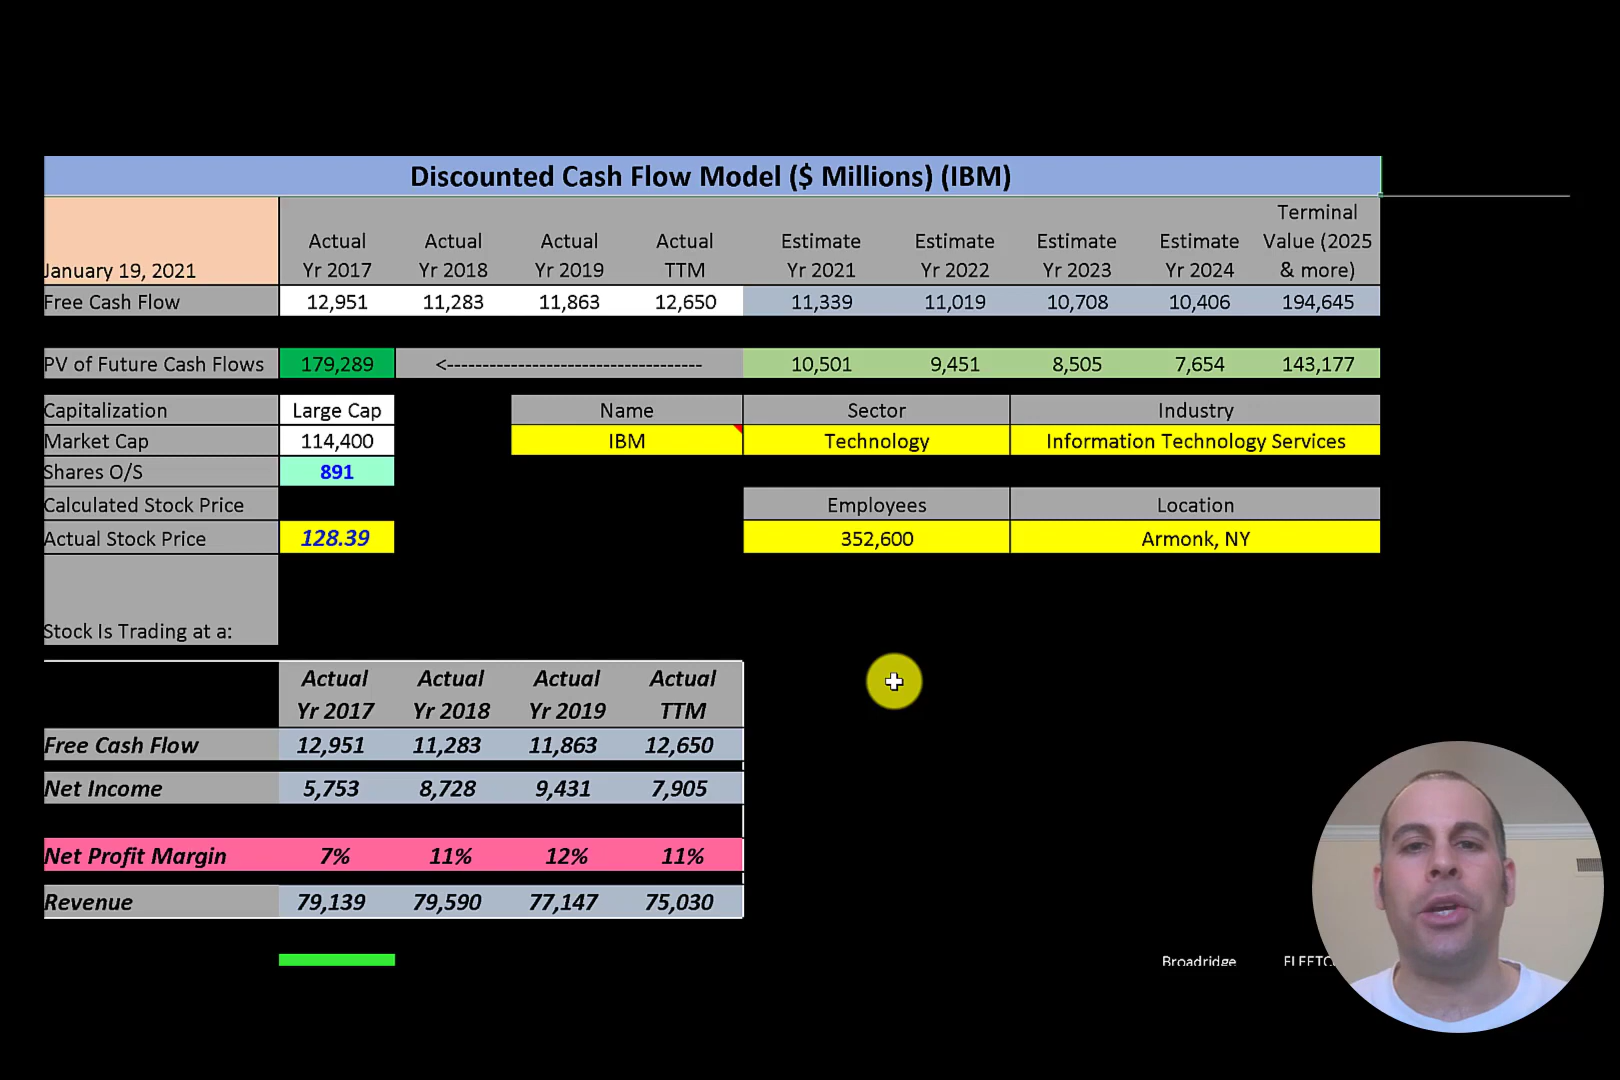 Discounted Cash Flow Model ($ Millions) (IBM)
January 19, 2021 Actual Yr 2017 Actual Yr 2018 Actual Yr 2019 Actual TTM Estimate Yr 2021 Estimate Yr 2022 Estimate Yr 2023 Estimate Yr 2024 Terminal Value (2025 & more)
Free Cash Flow 12,951 11,283 11,863 12,650 11,339 11,019 10,708 10,406 194,645
PV of Future Cash Flows 179,289 <----------------------------------- 10,501 9,451 8,505 7,654 143,177
Capitalization Large Cap Name Sector Industry
Market Cap 114,400 IBM Technology Information Technology Services
Shares O/S 891
Calculated Stock Price Employees Location
Actual Stock Price 128.39 352,600 Armonk, NY
Stock Is Trading at a:
Actual Yr 2017 Actual Yr 2018 Actual Yr 2019 Actual TTM
Free Cash Flow 12,951 11,283 11,863 12,650
Net Income 5,753 8,728 9,431 7,905
Net Profit Margin 7% 11% 12% 11%
Revenue 79,139 79,590 77,147 75,030
Broadridge